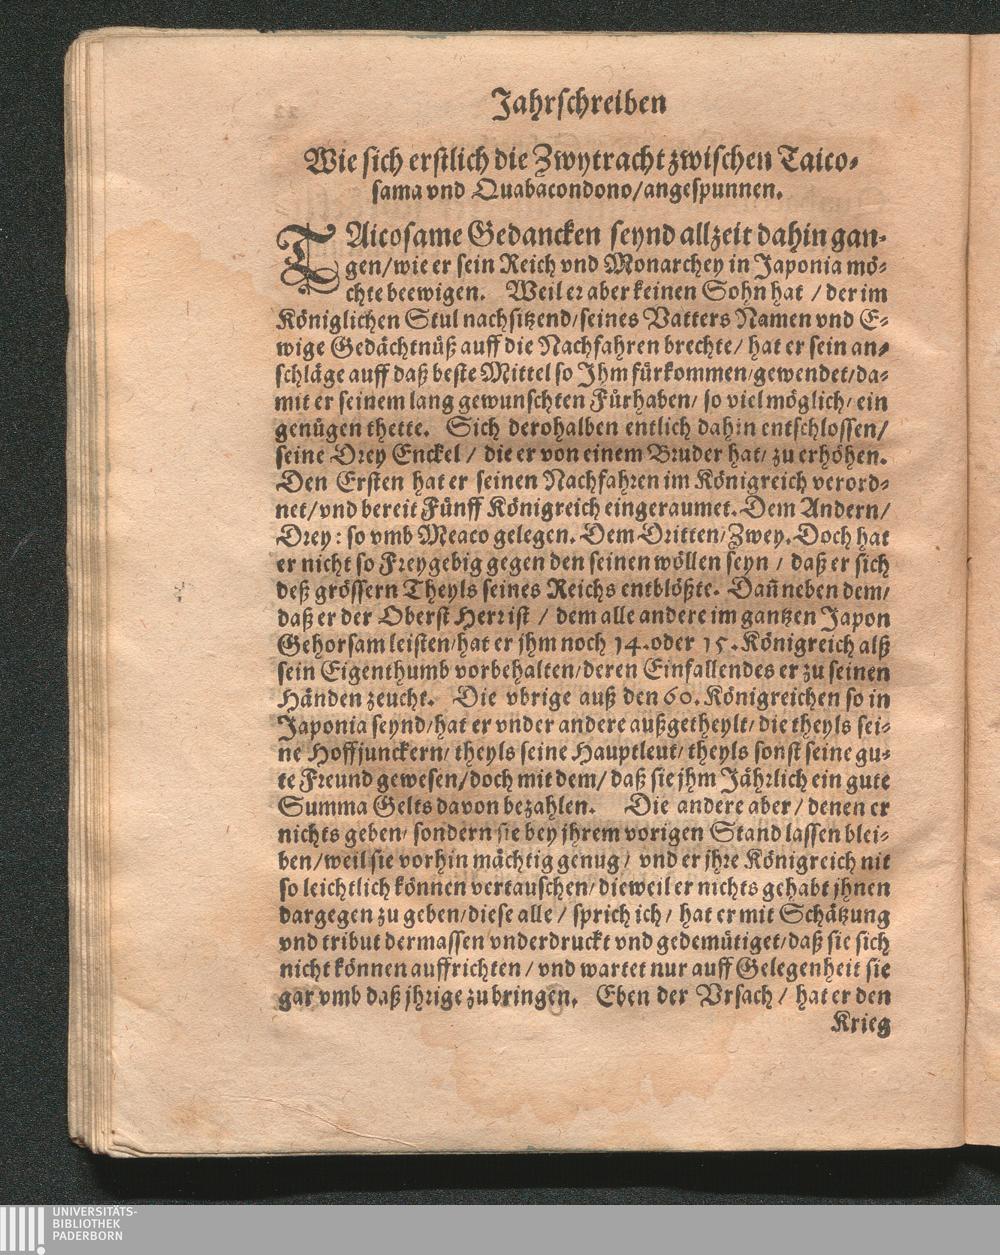 Jahrschreiben
Wie sich erstlich die Zwytracht zwischen Taico-
sama vnd Quabacondono/ angespunnen.
TAicosame Gedancken seynd allzeit dahin gan-
gen/ wie er sein Reich vnd Monarchey in Japonia mö-
chte beewigen. Weil er aber keinen Sohn hat / der im
Königlichen Stul nachsitzend/ seines Vatters Namen vnd E-
wige Gedächtnüß auff die Nachfahren brechte/ hat er sein an-
schläge auff daß beste Mittel so Jhm fürkommen/ gewendet/ da-
mit er seinem lang gewunschten Fürhaben/ so viel möglich/ ein
genügen thette. Sich derohalben entlich dahin entschlossen/
seine Drey Enckel / die er von einem Bruder hat/ zu erhöhen.
Den Ersten hat er seinen Nachfahren im Königreich verord-
net/ vnd bereit Fünff Königreich eingeraumet. Dem Andern/
Drey: so vmb Meaco gelegen. Dem Dritten/ Zwey. Doch hat
er nicht so Freygebig gegen den seinen wöllen seyn / daß er sich
deß grössern Theyls seines Reichs entblößte. Dañ neben dem/
daß er der Oberst Herr ist / dem alle andere im gantzen Japon
Gehorsam leisten/ hat er jhm noch 14. oder 15. Königreich alß
sein Eigenthumb vorbehalten/ deren Einfallendes er zu seinen
Händen zeucht. Die vbrige auß den 60. Königreichen so in
Japonia seynd/ hat er vnder andere außgetheylt/ die theyls sei-
ne Hoffjunckern/ theyls seine Hauptleut/ theyls sonst seine gu-
te Freund gewesen/ doch mit dem/ daß sie jhm Jährlich ein gute
Summa Gelts davon bezahlen. Die andere aber / denen er
nichts geben/ sondern sie bey jhrem vorigen Stand lassen blei-
ben/ weil sie vorhin mächtig genug / vnd er jhre Königreich nit
so leichtlich können vertauschen/ dieweil er nichts gehabt jhnen
dargegen zu geben/ diese alle / sprich ich / hat er mit Schätzung
vnd tribut dermassen vnderdruckt vnd gedemütiget/ daß sie sich
nicht können auffrichten / vnd wartet nur auff Gelegenheit sie
gar vmb daß jhrige zu bringen. Eben der Vrsach / hat er den
Krieg
UNIVERSITÄTS-
BIBLIOTHEK
PADERBORN